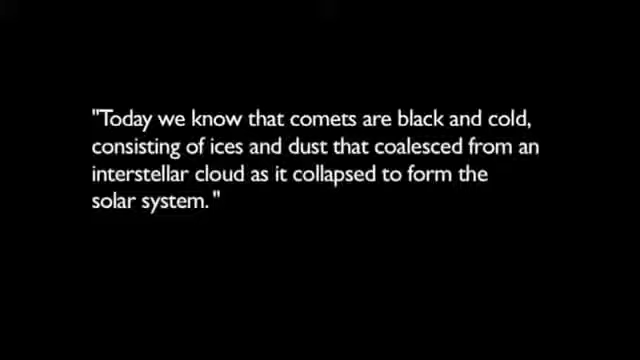 "Today we know that comets are black and cold,
consisting of ices and dust that coalesced from an
interstellar cloud as it collapsed to form the
solar system. "